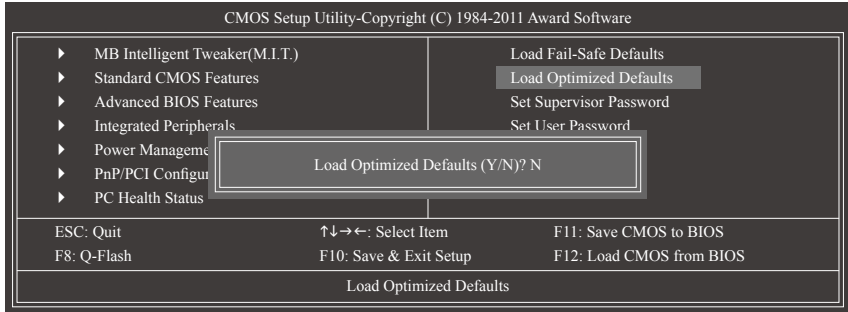 CMOS Setup Utility-Copyright (C) 1984-2011 Award Software
MB Intelligent Tweaker(M.I.T.)
Standard CMOS Features
Advanced BIOS Features
Integrated Peripherals
Power Manageme
PnP/PCI Configur
PC Health Status
Load Fail-Safe Defaults
Load Optimized Defaults
Set Supervisor Password
Set User Password
Load Optimized Defaults (Y/N)? N
ESC: Quit ↑↓→←: Select Item F11: Save CMOS to BIOS
F8: Q-Flash F10: Save & Exit Setup F12: Load CMOS from BIOS
Load Optimized Defaults